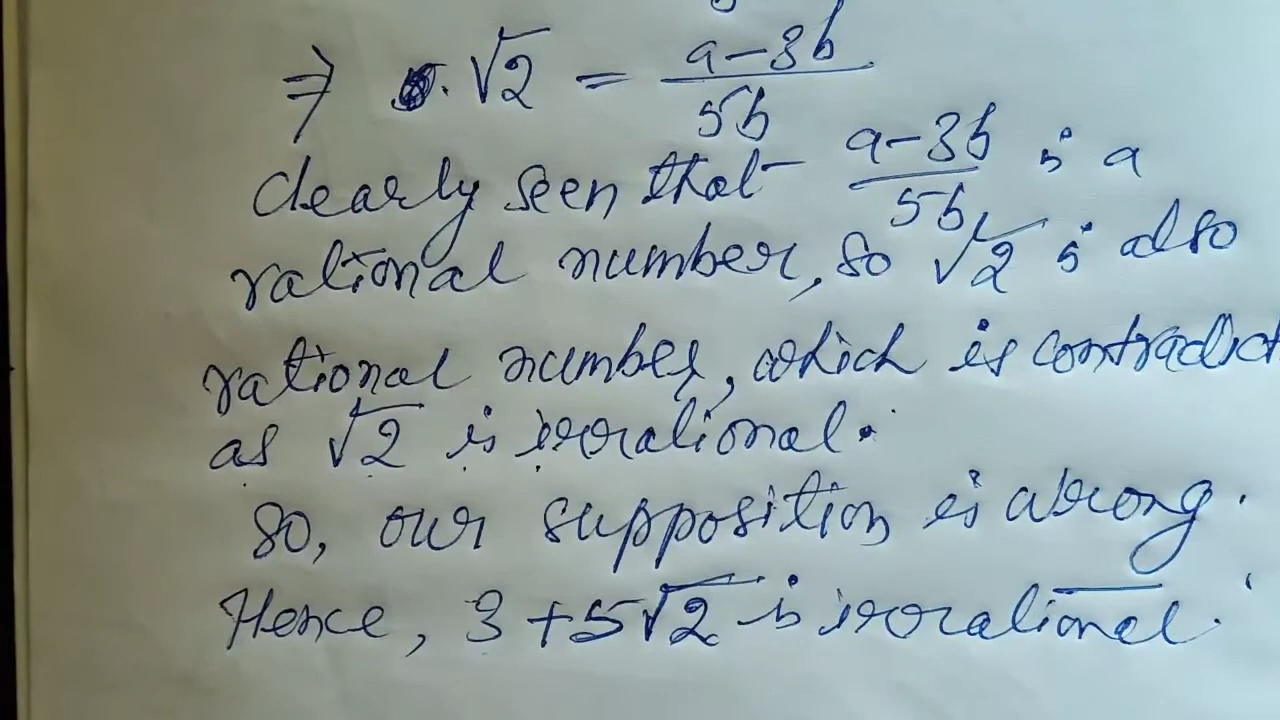 ⇒ √2 = a-3b / 5b
clearly seen that a-3b / 5b is a
rational number, so √2 is also
rational number, which is contradict
as √2 is irrational.
So, our supposition is wrong.
Hence, 3+5√2 is irrational.